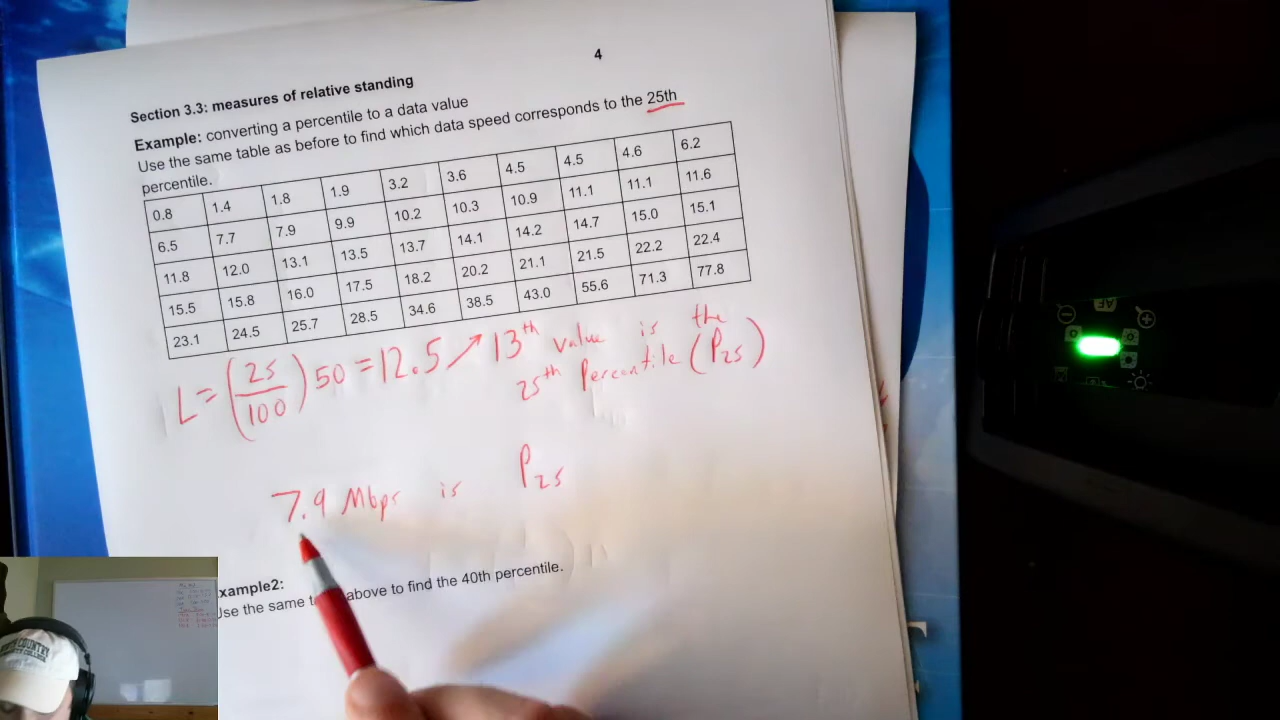 4
Section 3.3: measures of relative standing
Example: converting a percentile to a data value
Use the same table as before to find which data speed corresponds to the 25th
percentile.
0.8 1.4 1.8 1.9 3.2 3.6 4.5 4.5 4.6 6.2
6.5 7.7 7.9 9.9 10.2 10.3 10.9 11.1 11.1 11.6
11.8 12.0 13.1 13.5 13.7 14.1 14.2 14.7 15.0 15.1
15.5 15.8 16.0 17.5 18.2 20.2 21.1 21.5 22.2 22.4
23.1 24.5 25.7 28.5 34.6 38.5 43.0 55.6 71.3 77.8
L = (25/100) 50 = 12.5 ↗ 13th value is the
25th Percentile (P25)
7.9 Mbps is P25
xample2:
Use the same above to find the 40th percentile.
AF